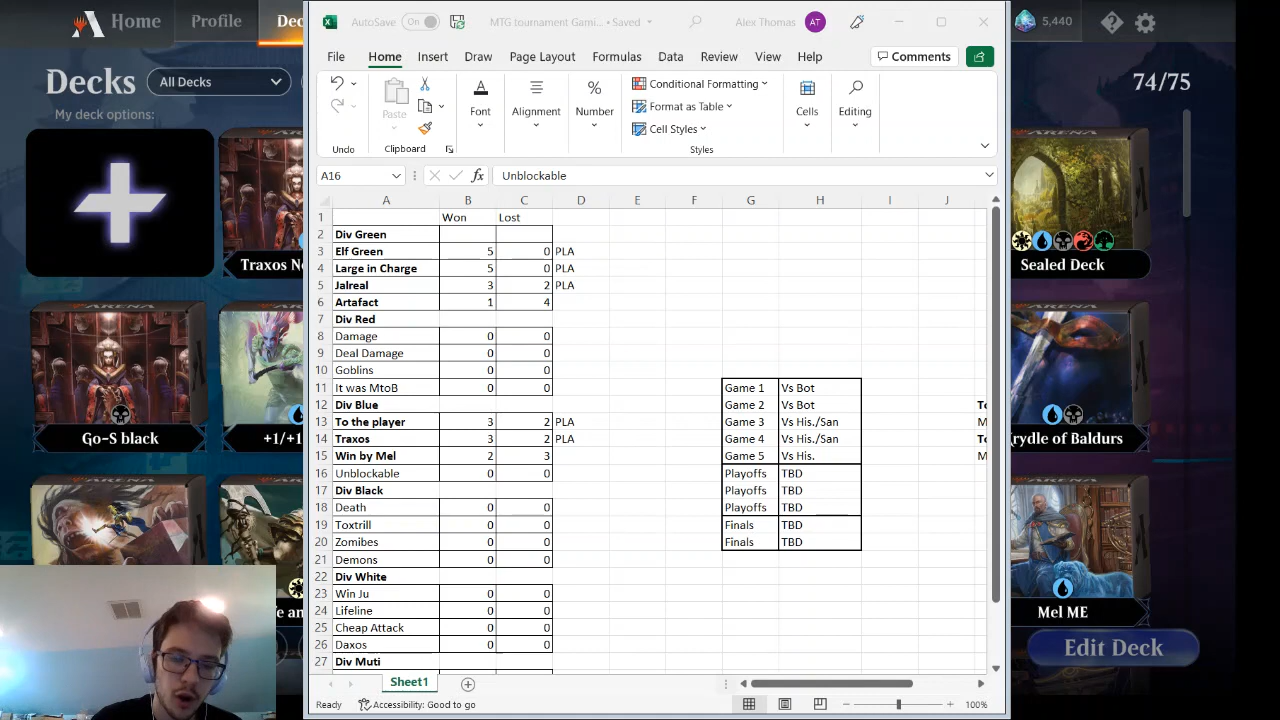 Home
Profile
Dec
AutoSave
On
MTG tournament Gami... • Saved
Alex Thomas
AT
5,440
File
Home
Insert
Draw
Page Layout
Formulas
Data
Review
View
Help
Comments
Undo
Paste
Clipboard
Font
Alignment
Number
Conditional Formatting
Format as Table
Cell Styles
Styles
Cells
Editing
Decks
All Decks
74/75
My deck options:
A16
fx
Unblockable
A B C D E F G H I J
1 Won Lost
2 Div Green
3 Elf Green 5 0 PLA
4 Large in Charge 5 0 PLA
5 Jalreal 3 2 PLA
6 Artafact 1 4
7 Div Red
8 Damage 0 0
9 Deal Damage 0 0
10 Goblins 0 0
11 It was MtoB 0 0 Game 1 Vs Bot
12 Div Blue Game 2 Vs Bot
13 To the player 3 2 PLA Game 3 Vs His./San
14 Traxos 3 2 PLA Game 4 Vs His./San
15 Win by Mel 2 3 Game 5 Vs His.
16 Unblockable 0 0 Playoffs TBD
17 Div Black Playoffs TBD
18 Death 0 0 Playoffs TBD
19 Toxtrill 0 0 Finals TBD
20 Zomibes 0 0 Finals TBD
21 Demons 0 0
22 Div White
23 Win Ju 0 0
24 Lifeline 0 0
25 Cheap Attack 0 0
26 Daxos 0 0
27 Div Muti
Sheet1
Ready
Accessibility: Good to go
100%
ARENA
Traxos N
Sealed Deck
ARENA
Go-S black
+1/+1
rydle of Baldurs
Mel ME
Edit Deck